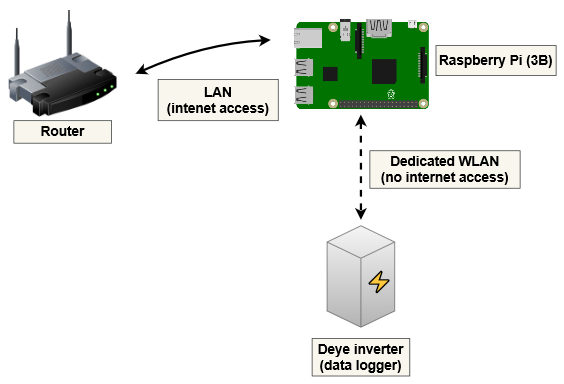 Raspberry Pi (3B)
LAN
(intenet access)
Router
Dedicated WLAN
(no internet access)
Deye inverter
(data logger)